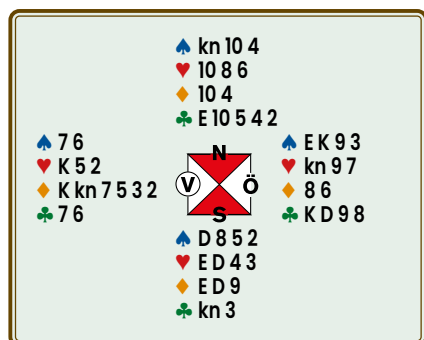 ♠ kn 10 4
♥ 10 8 6
♦ 10 4
♣ E 10 5 4 2
♠ 7 6
♥ K 5 2
♦ K kn 7 5 3 2
♣ 7 6
N
V Ö
S
♠ E K 9 3
♥ kn 9 7
♦ 8 6
♣ K D 9 8
♠ D 8 5 2
♥ E D 4 3
♦ E D 9
♣ kn 3